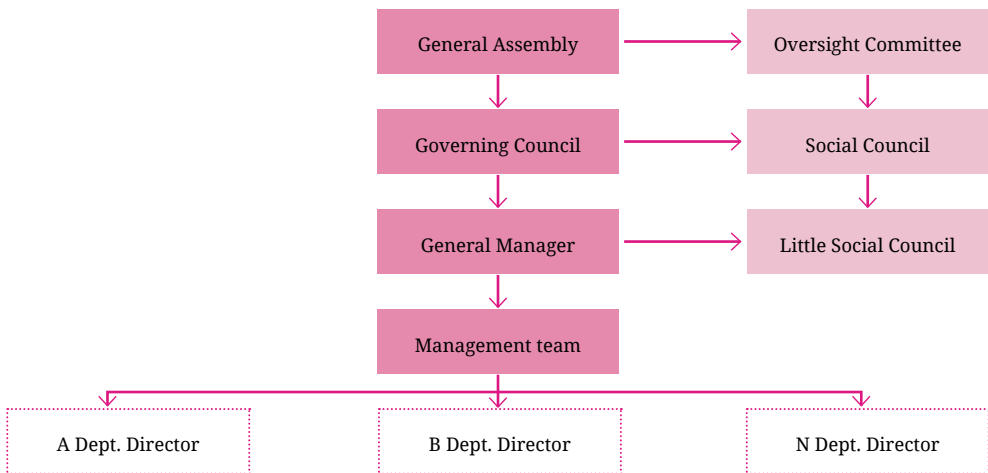 General Assembly
Oversight Committee
Governing Council
Social Council
General Manager
Little Social Council
Management team
A Dept. Director
B Dept. Director
N Dept. Director